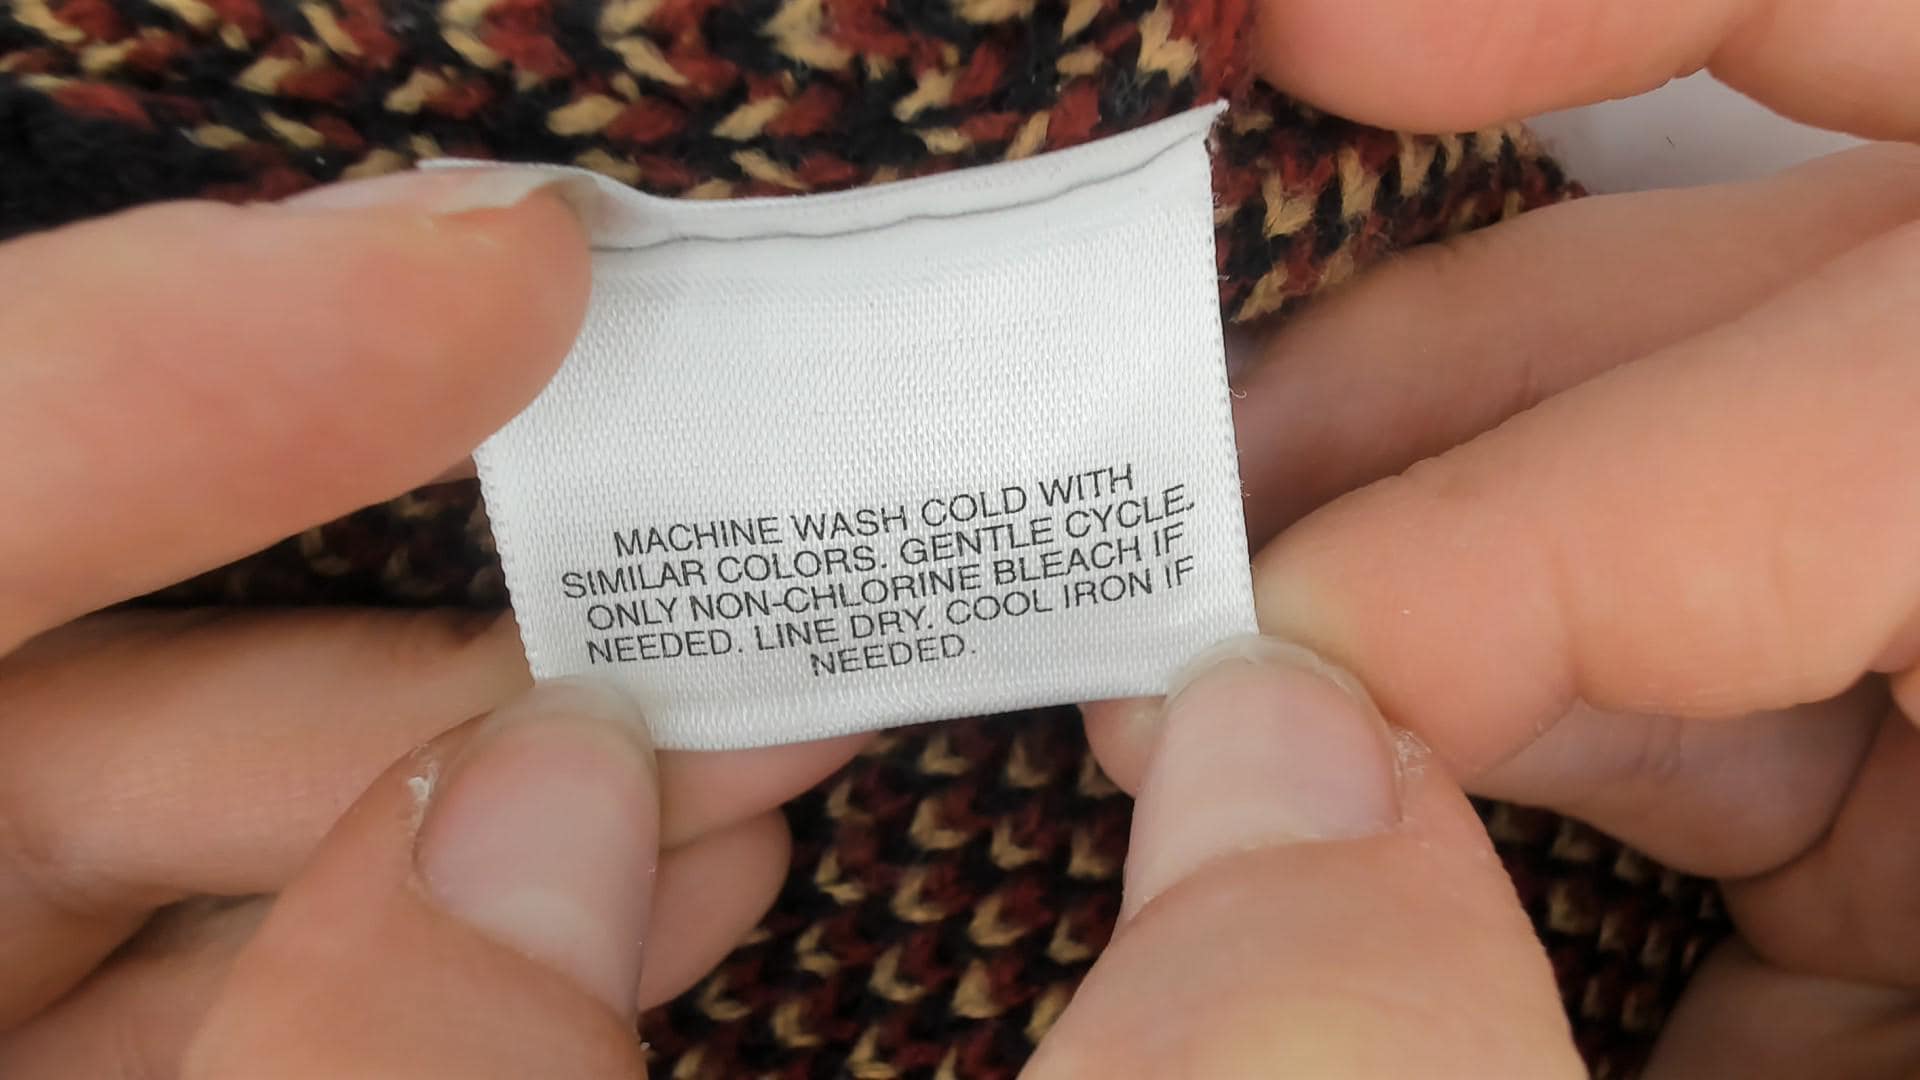 MACHINE WASH COLD WITH
SIMILAR COLORS. GENTLE CYCLE.
ONLY NON-CHLORINE BLEACH IF
NEEDED. LINE DRY. COOL IRON IF
NEEDED.